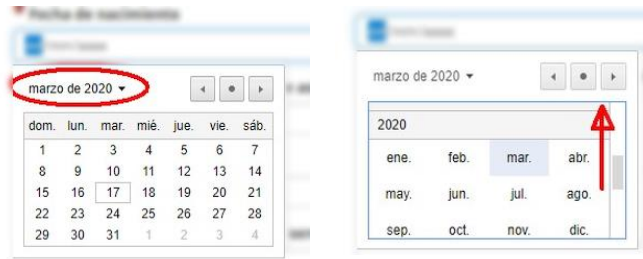 * Fecha de nacimiento
marzo de 2020
dom. lun. mar. mié. jue. vie. sáb.
1 2 3 4 5 6 7
8 9 10 11 12 13 14
15 16 17 18 19 20 21
22 23 24 25 26 27 28
29 30 31 1 2 3 4
marzo de 2020
2020
ene. feb. mar. abr.
may. jun. jul. ago.
sep. oct. nov. dic.